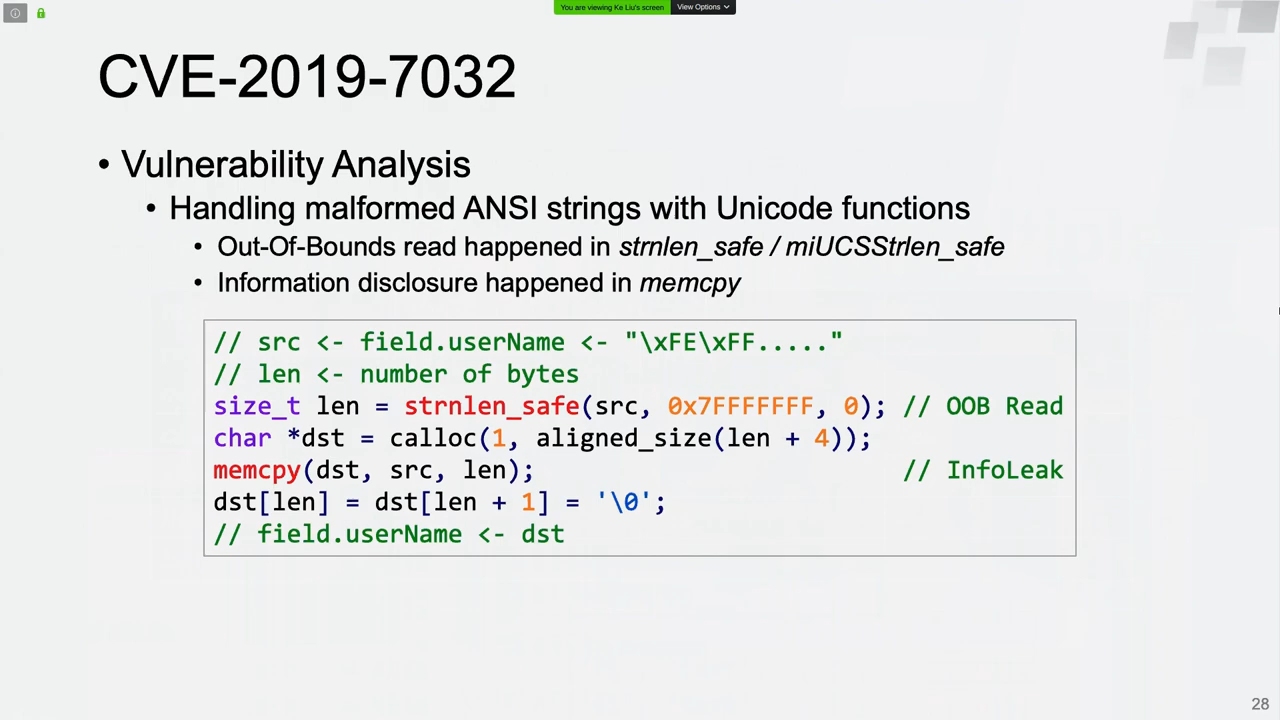 You are viewing Ke Liu's screen
View Options
CVE-2019-7032
• Vulnerability Analysis
• Handling malformed ANSI strings with Unicode functions
• Out-Of-Bounds read happened in strnlen_safe / miUCSStrlen_safe
• Information disclosure happened in memcpy
// src <- field.userName <- "\xFE\xFF....."
// len <- number of bytes
size_t len = strnlen_safe(src, 0x7FFFFFFF, 0); // OOB Read
char *dst = calloc(1, aligned_size(len + 4));
memcpy(dst, src, len); // InfoLeak
dst[len] = dst[len + 1] = '\0';
// field.userName <- dst
28